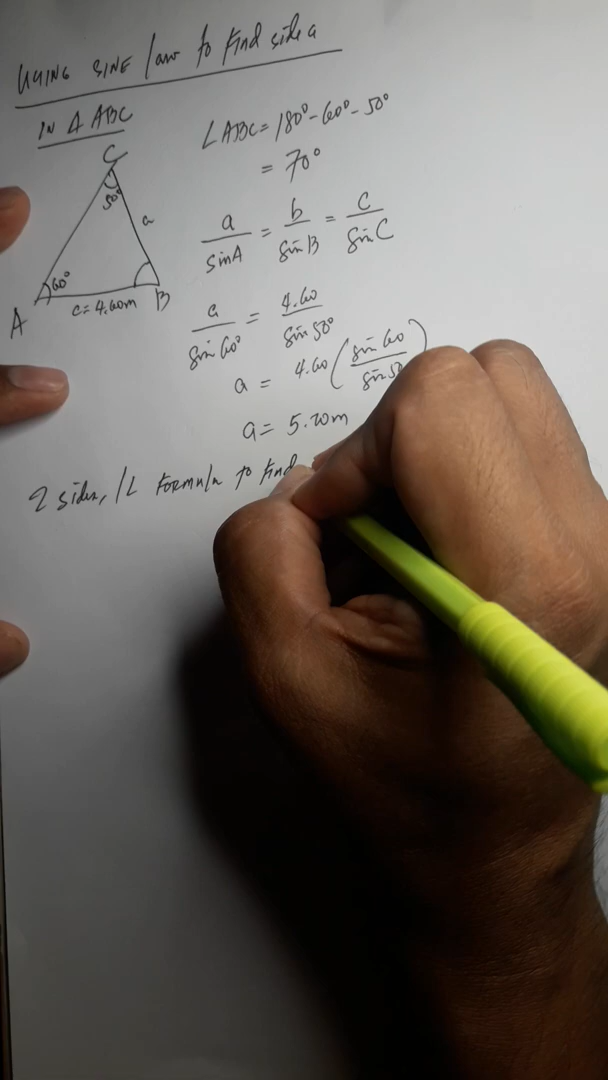 USING SINE law to find side a
IN Δ ABC
C
50°
a
60°
A
c = 4.60m
B
∠ABC = 180° - 60° - 50°
= 70°
a/sinA = b/sinB = c/sinC
a/sin 60° = 4.60/sin 50°
a = 4.60 (sin 60/sin 50)
a = 5.20m
2 sides, 1∠ formula to find